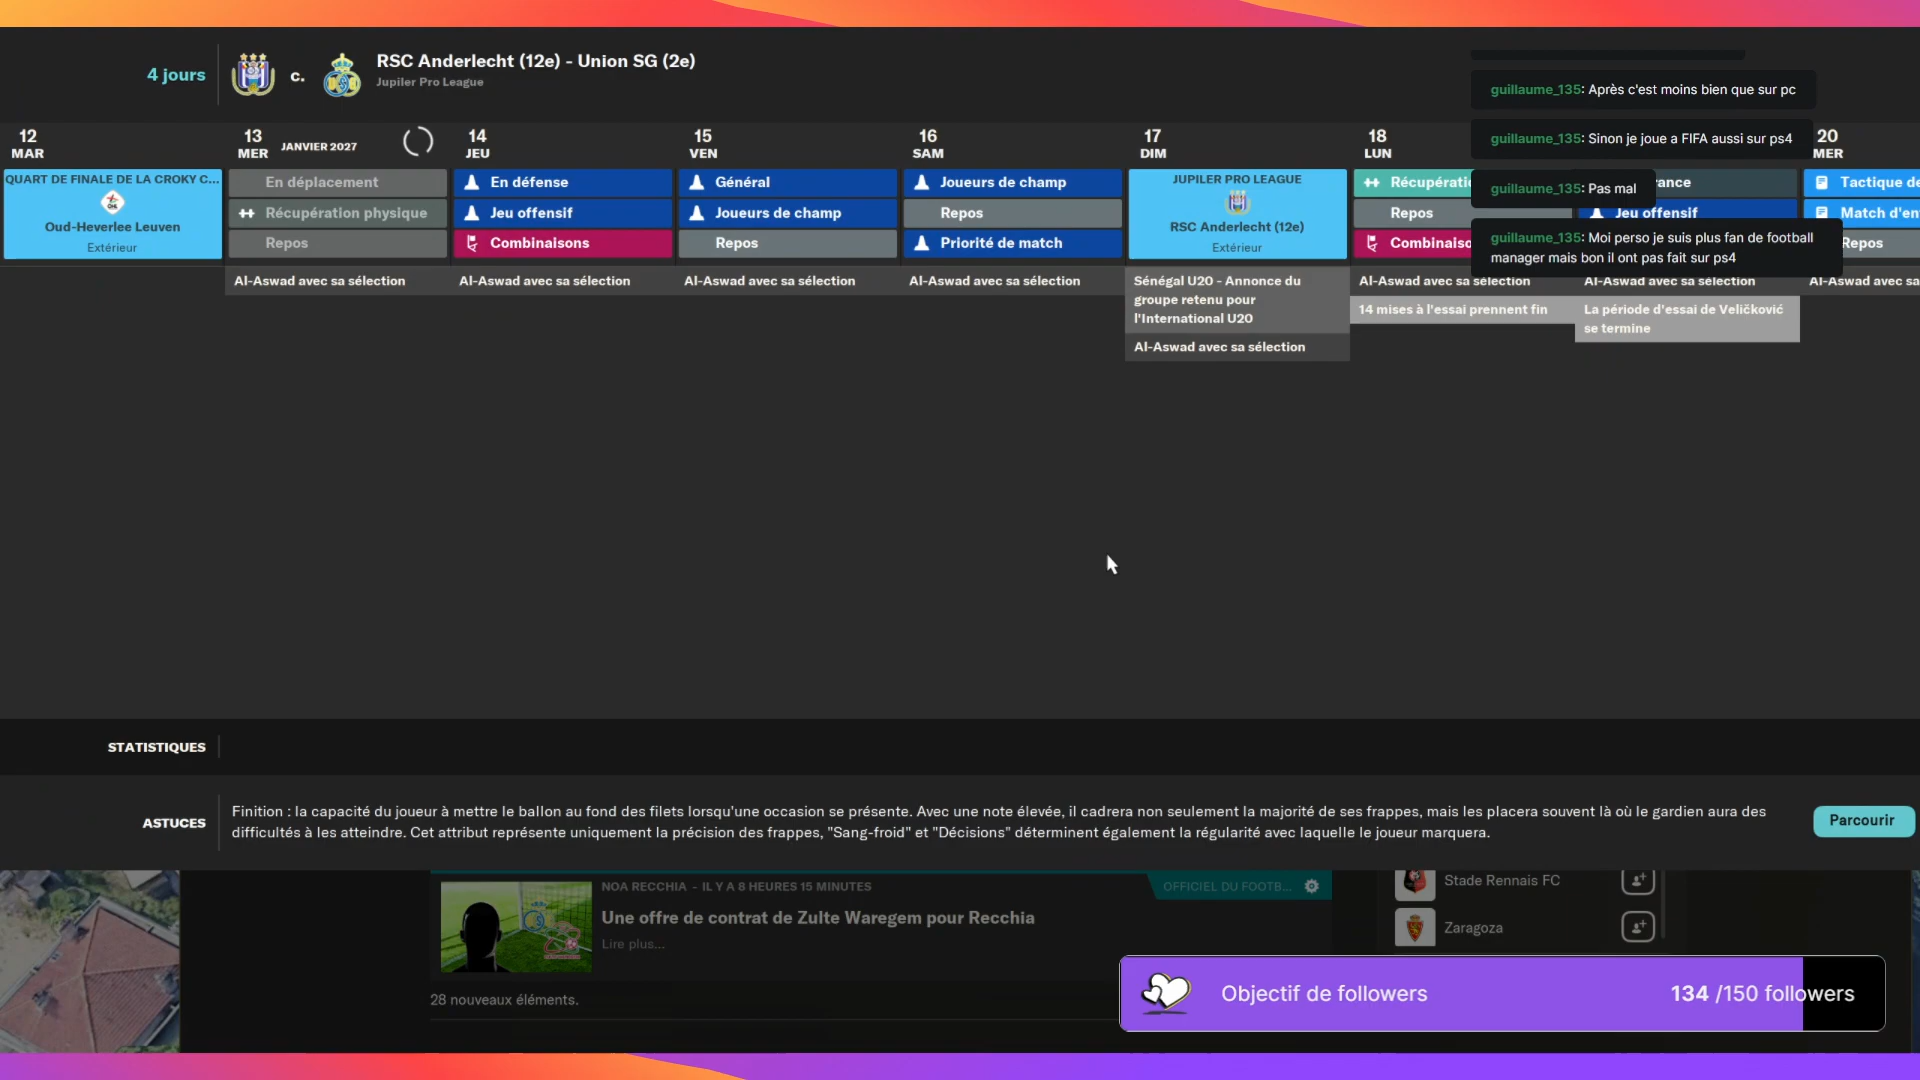 4 jours
c.
RSC Anderlecht (12e) - Union SG (2e)
Jupiler Pro League
guillaume_135: Après c'est moins bien que sur pc
guillaume_135: Sinon je joue a FIFA aussi sur ps4
guillaume_135: Pas mal
guillaume_135: Moi perso je suis plus fan de football
manager mais bon il ont pas fait sur ps4
12
MAR
QUART DE FINALE DE LA CROKY C...
Oud-Heverlee Leuven
Extérieur
13
MER JANVIER 2027
En déplacement
Récupération physique
Repos
Al-Aswad avec sa sélection
14
JEU
En défense
Jeu offensif
Combinaisons
Al-Aswad avec sa sélection
15
VEN
Général
Joueurs de champ
Repos
Al-Aswad avec sa sélection
16
SAM
Joueurs de champ
Repos
Priorité de match
Al-Aswad avec sa sélection
17
DIM
JUPILER PRO LEAGUE
RSC Anderlecht (12e)
Extérieur
Sénégal U20 - Annonce du
groupe retenu pour
l'International U20
Al-Aswad avec sa sélection
18
LUN
Récupératio
Repos
Combinaiso
Al-Aswad avec sa sélection
14 mises à l'essai prennent fin
rance
Jeu offensif
Al-Aswad avec sa sélection
La période d'essai de Veličković
se termine
20
MER
Tactique de
Match d'en
Repos
Al-Aswad avec sa
STATISTIQUES
ASTUCES
Finition : la capacité du joueur à mettre le ballon au fond des filets lorsqu'une occasion se présente. Avec une note élevée, il cadrera non seulement la majorité de ses frappes, mais les placera souvent là où le gardien aura des
difficultés à les atteindre. Cet attribut représente uniquement la précision des frappes, "Sang-froid" et "Décisions" déterminent également la régularité avec laquelle le joueur marquera.
Parcourir
NOA RECCHIA - IL Y A 8 HEURES 15 MINUTES
OFFICIEL DU FOOTB...
Une offre de contrat de Zulte Waregem pour Recchia
Lire plus...
28 nouveaux éléments.
Stade Rennais FC
Zaragoza
Objectif de followers
134 /150 followers